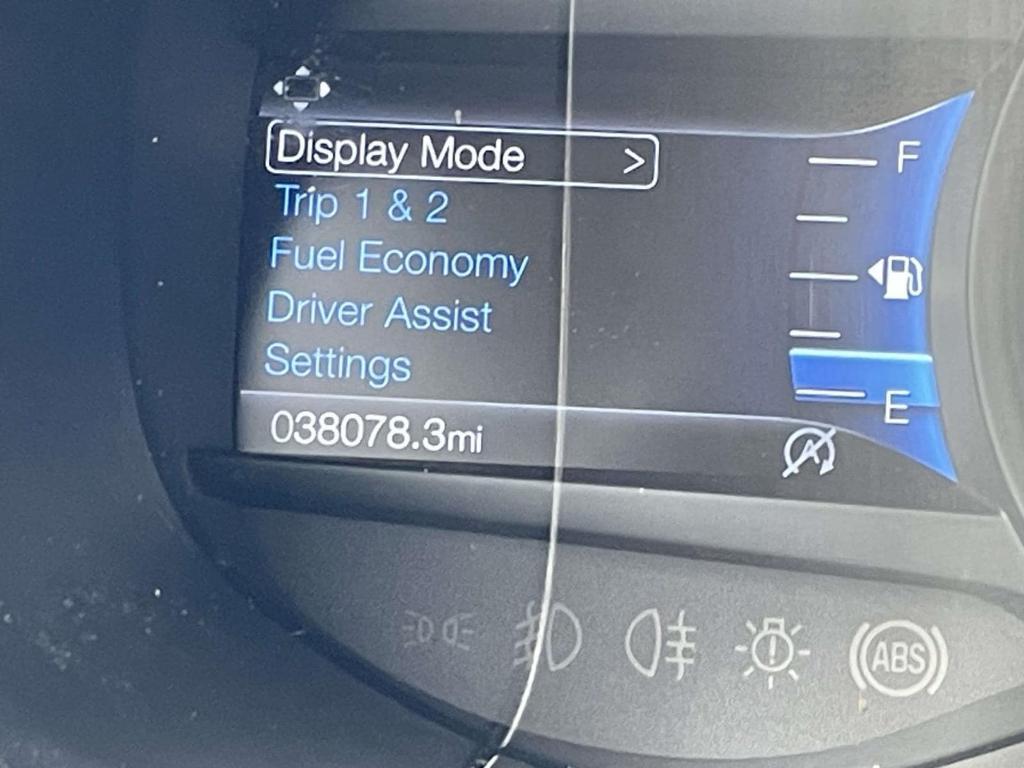 Display Mode >
Trip 1 & 2
Fuel Economy
Driver Assist
Settings
038078.3mi
F
E
A
ABS